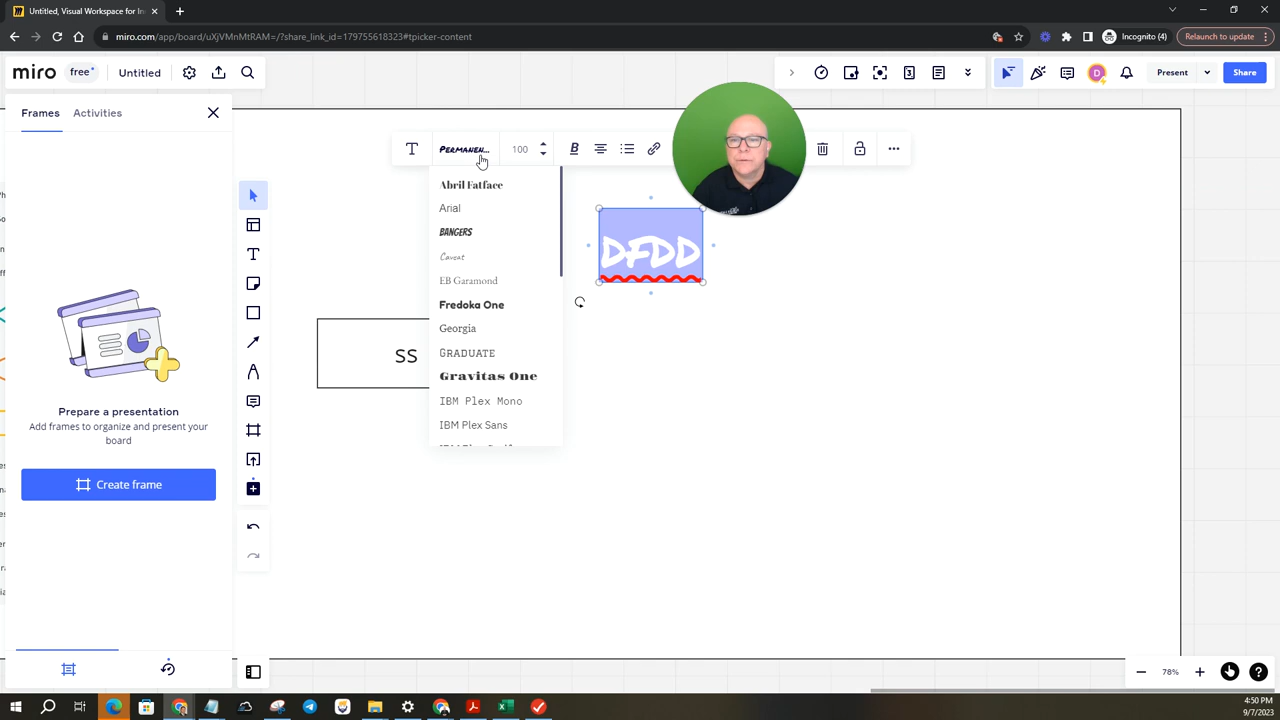 Untitled, Visual Workspace for In
miro.com/app/board/uXjVMnMtRAM=/?share_link_id=179755618323#tpicker-content
Incognito (4)
Relaunch to update
miro
free
Untitled
3
D
Present
Share
Frames
Activities
PERMANEN...
100
B
Abril Fatface
Arial
BANGERS
Caveat
EB Garamond
Fredoka One
Georgia
GRADUATE
Gravitas One
IBM Plex Mono
IBM Plex Sans
DFDD
SS
Prepare a presentation
Add frames to organize and present your
board
Create frame
78%
4:50 PM
9/7/2023